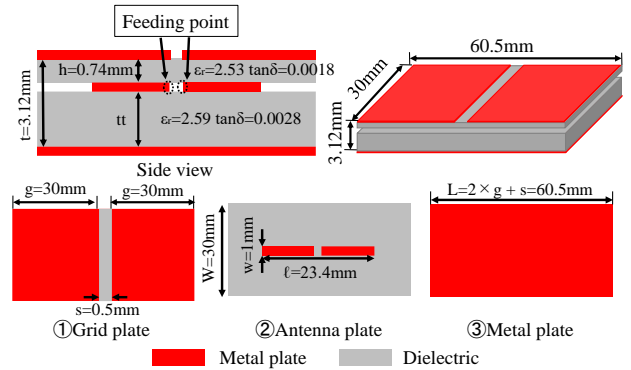 Feeding point
h=0.74mm
εr=2.53 tanδ=0.0018
t=3.12mm
tt
εr=2.59 tanδ=0.0028
Side view
60.5mm
30mm
3.12mm
g=30mm
g=30mm
s=0.5mm
①Grid plate
W=30mm
w=1mm
ℓ=23.4mm
②Antenna plate
L=2×g + s=60.5mm
③Metal plate
Metal plate
Dielectric